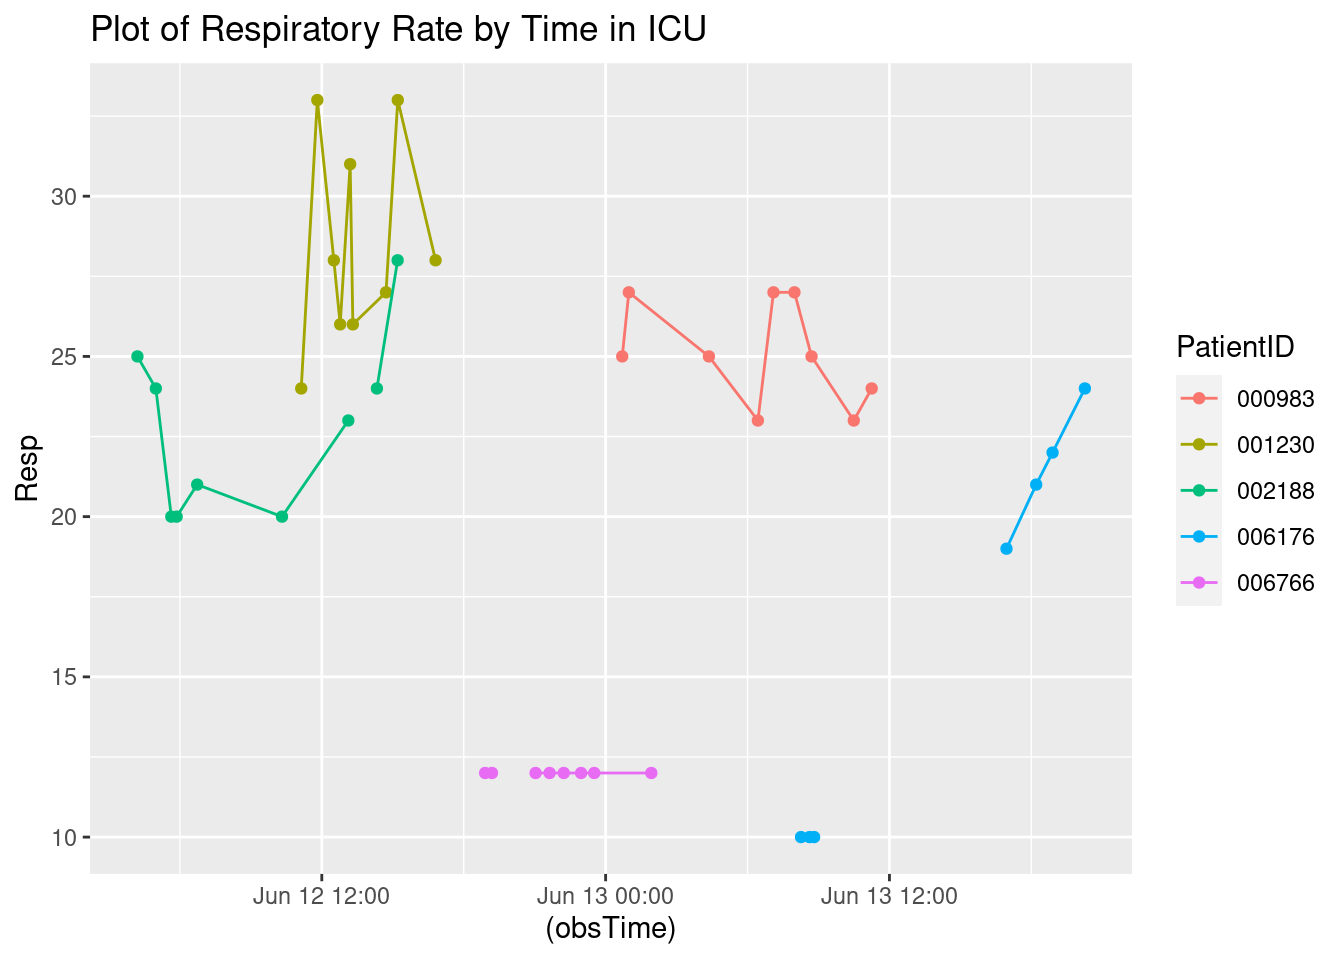 Plot of Respiratory Rate by Time in ICU
Resp
30
25
20
15
10
Jun 12 12:00
Jun 13 00:00
Jun 13 12:00
(obsTime)
PatientID
000983
001230
002188
006176
006766